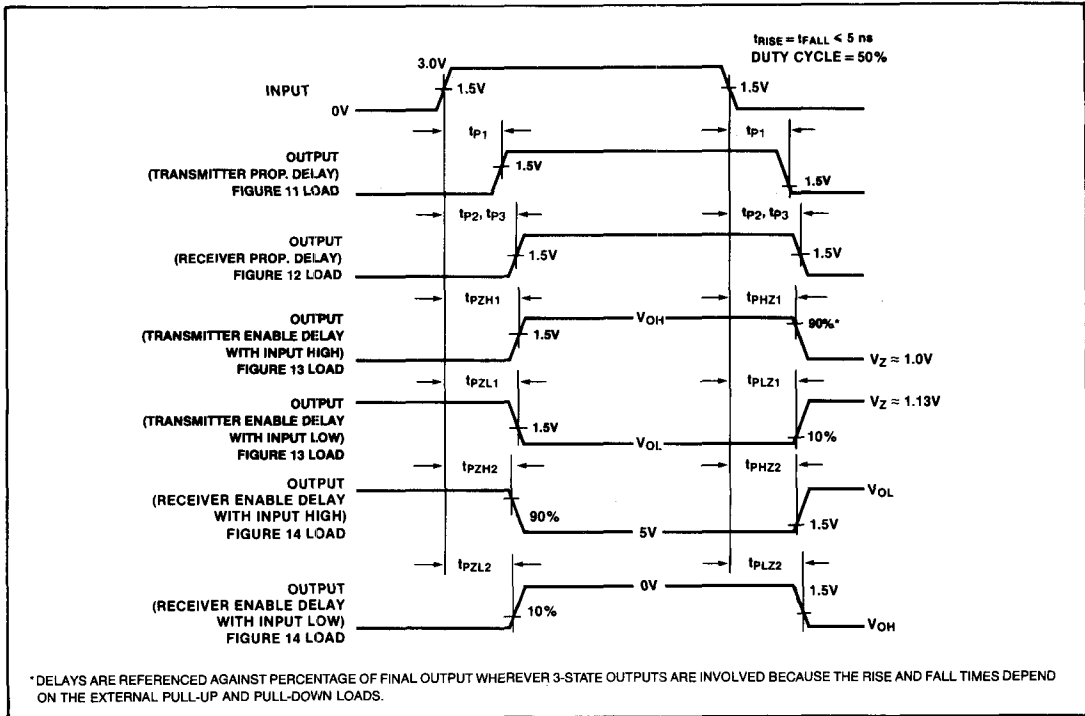 tRISE = tFALL < 5 ns
DUTY CYCLE = 50%
3.0V
INPUT
1.5V
1.5V
0V
tP1
tP1
OUTPUT
(TRANSMITTER PROP. DELAY)
FIGURE 11 LOAD
1.5V
1.5V
tP2, tP3
tP2, tP3
OUTPUT
(RECEIVER PROP. DELAY)
FIGURE 12 LOAD
1.5V
1.5V
tPZH1
tPHZ1
OUTPUT
(TRANSMITTER ENABLE DELAY
WITH INPUT HIGH)
FIGURE 13 LOAD
1.5V
VOH
90%*
VZ ≈ 1.0V
tPZL1
tPLZ1
OUTPUT
(TRANSMITTER ENABLE DELAY
WITH INPUT LOW)
FIGURE 13 LOAD
1.5V
VOL
VZ ≈ 1.13V
10%
tPZH2
tPHZ2
OUTPUT
(RECEIVER ENABLE DELAY
WITH INPUT HIGH)
FIGURE 14 LOAD
90%
5V
VOL
1.5V
tPZL2
tPLZ2
OUTPUT
(RECEIVER ENABLE DELAY
WITH INPUT LOW)
FIGURE 14 LOAD
10%
0V
1.5V
VOH
*DELAYS ARE REFERENCED AGAINST PERCENTAGE OF FINAL OUTPUT WHEREVER 3-STATE OUTPUTS ARE INVOLVED BECAUSE THE RISE AND FALL TIMES DEPEND
ON THE EXTERNAL PULL-UP AND PULL-DOWN LOADS.